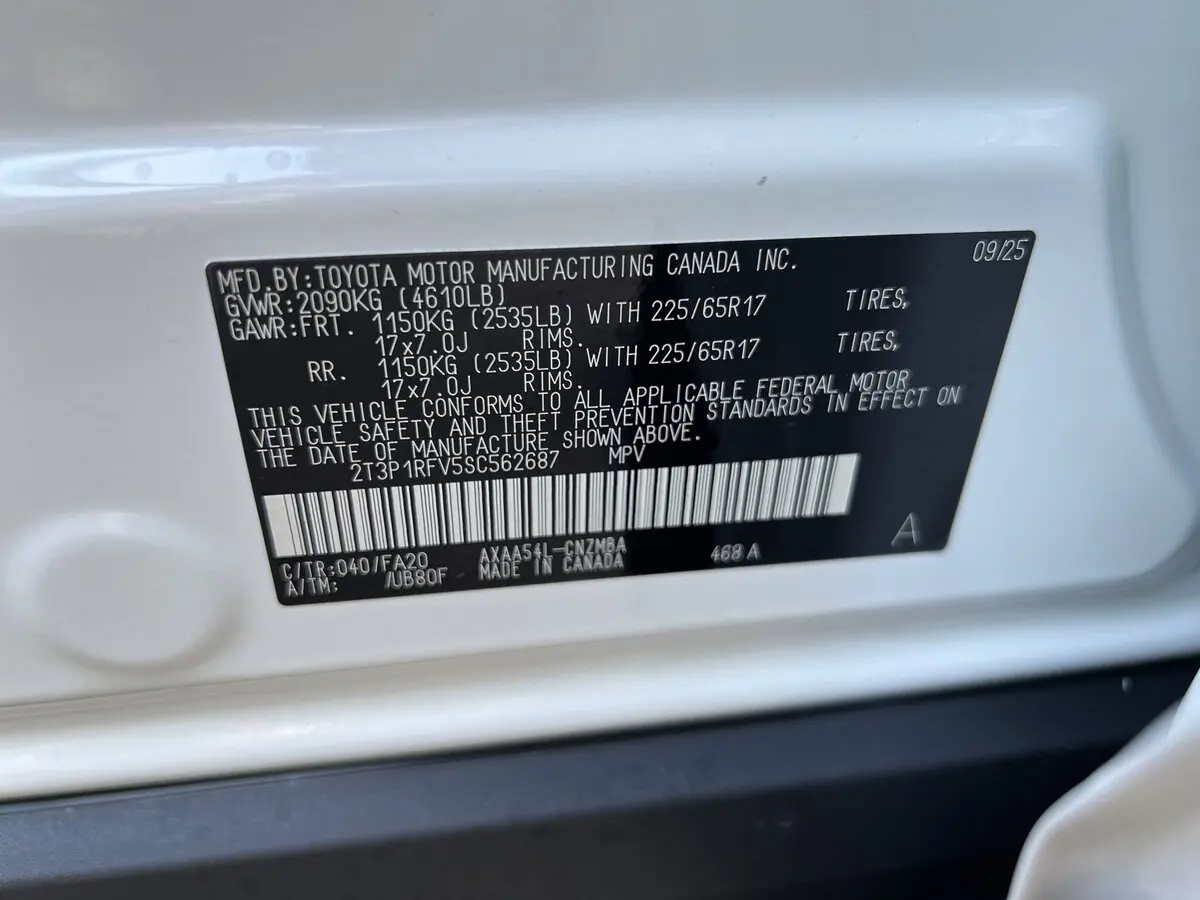 MFD.BY:TOYOTA MOTOR MANUFACTURING CANADA INC. 09/25
GVWR:2090KG (4610LB)
GAWR:FRT. 1150KG (2535LB) WITH 225/65R17 TIRES,
17x7.0J RIMS.
RR. 1150KG (2535LB) WITH 225/65R17 TIRES,
17x7.0J RIMS.
THIS VEHICLE CONFORMS TO ALL APPLICABLE FEDERAL MOTOR
VEHICLE SAFETY AND THEFT PREVENTION STANDARDS IN EFFECT ON
THE DATE OF MANUFACTURE SHOWN ABOVE.
2T3P1RFV5SC562687 MPV
C/TR:040/FA20 AXAA54L-CNZMBA 468 A A
A/TM: /UB80F MADE IN CANADA